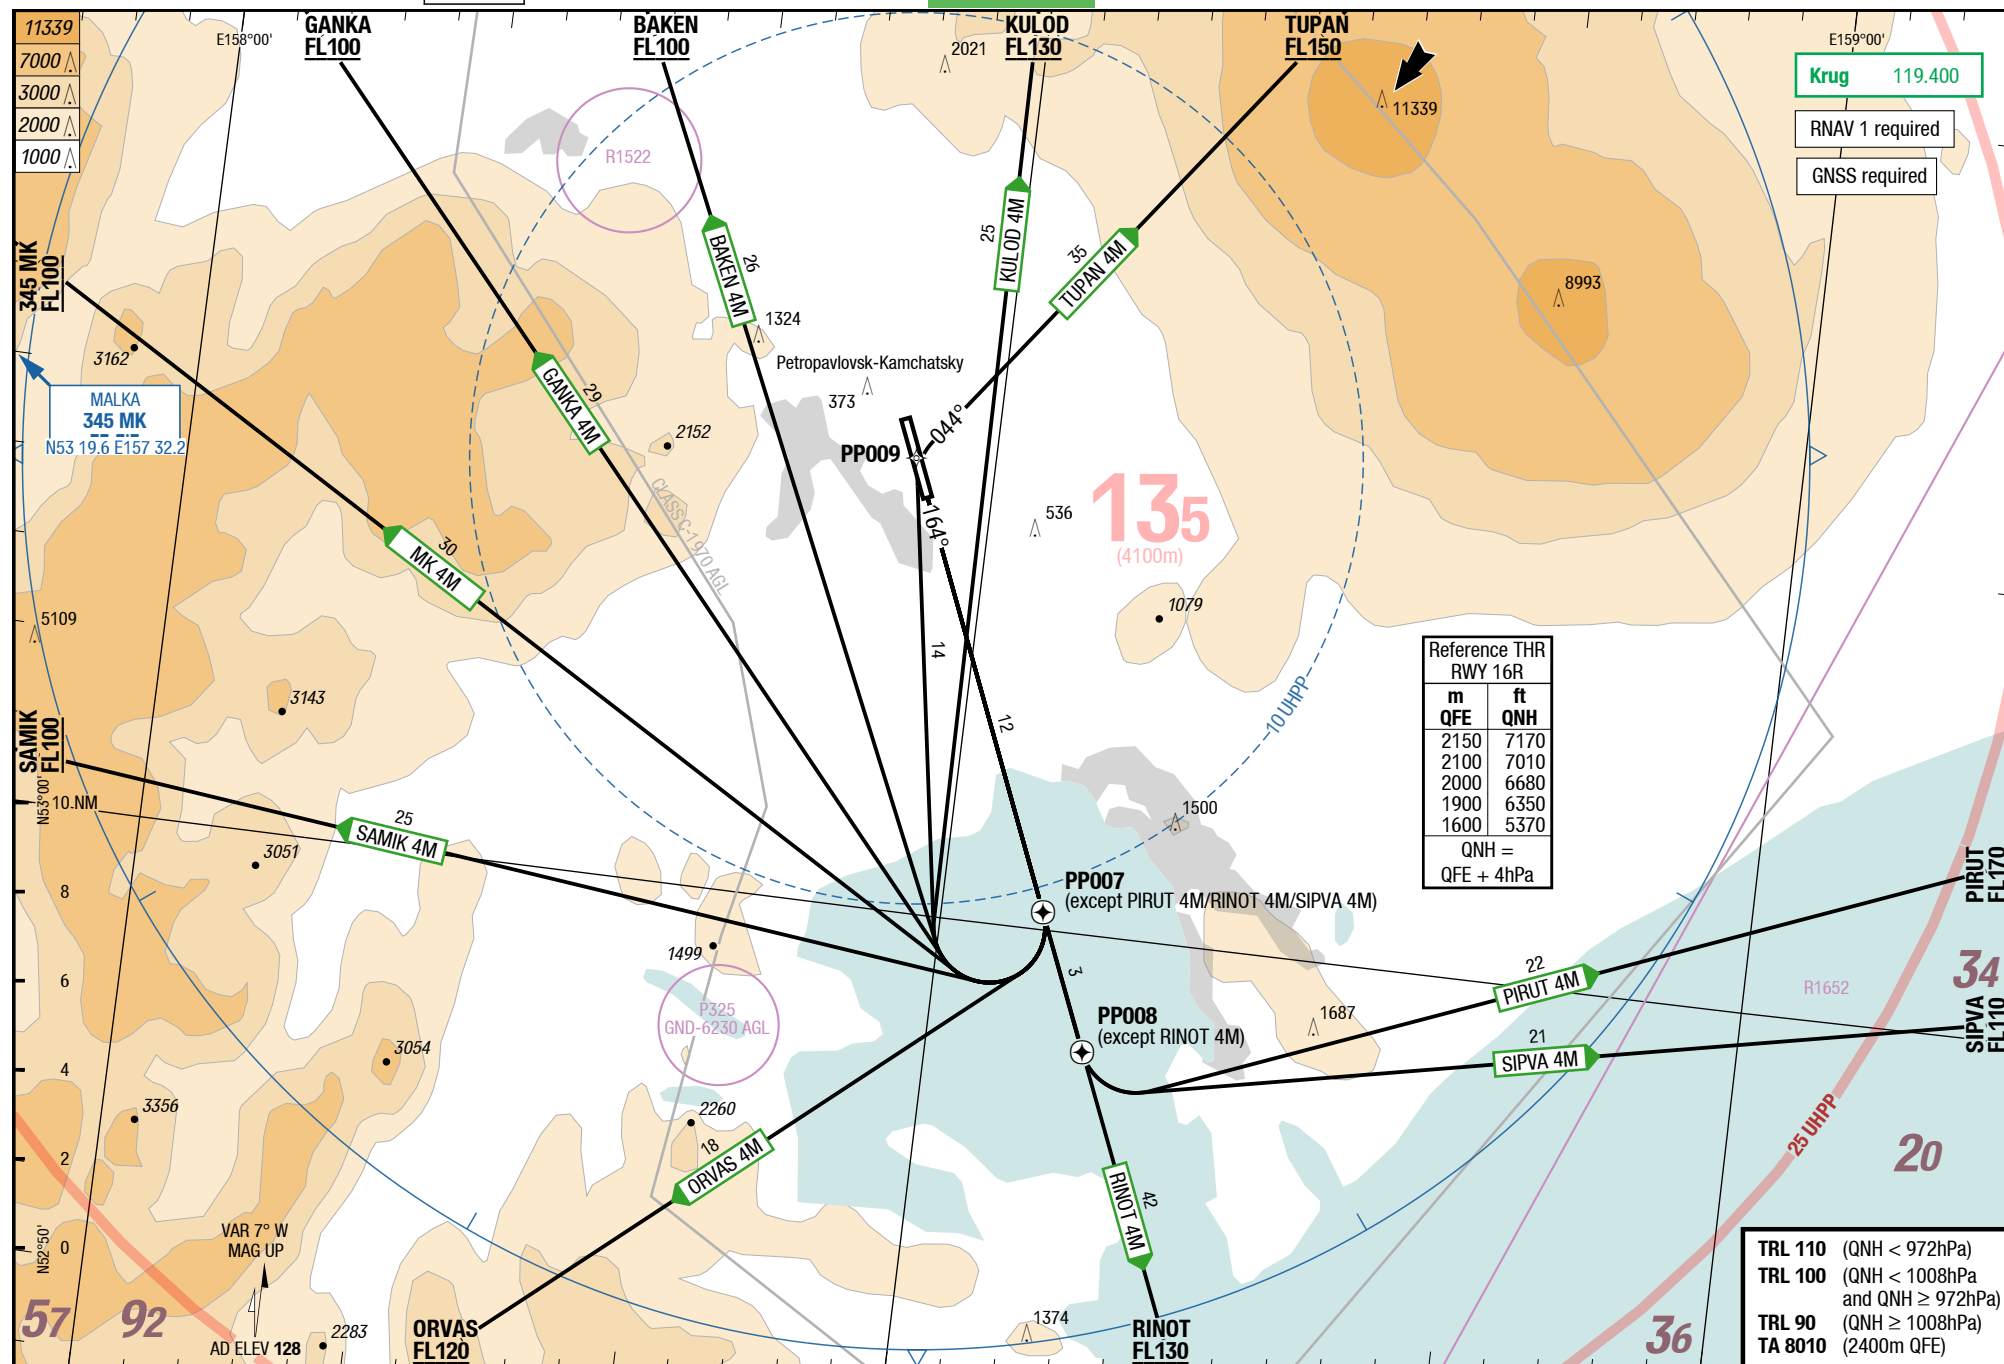 GANKA
FL100
BAKEN
FL100
KULOD
FL130
TUPAN
FL150
11339
7000
3000
2000
1000
E158°00'
E159°00'
2021
11339
Krug 119.400
RNAV 1 required
GNSS required
R1522
345 MK
FL100
3162
MALKA
345 MK
N53 19.6 E157 32.2
BAKEN 4M
26
KULOD 4M
25
TUPAN 4M
35
8993
1324
Petropavlovsk-Kamchatsky
373
GANKA 4M
29
2152
PP009
044°
164°
CLASS C-1970 AGL
536
135
(4100m)
MK 4M
30
5109
1079
14
3143
12
10 UHPP
Reference THR
RWY 16R
m ft
QFE QNH
2150 7170
2100 7010
2000 6680
1900 6350
1600 5370
QNH =
QFE + 4hPa
SAMIK
FL100
N53°00'
10 NM
8
6
4
2
0
25
SAMIK 4M
3051
1500
PP007
(except PIRUT 4M/RINOT 4M/SIPVA 4M)
PIRUT
FL170
1499
3
22
PIRUT 4M
R1652
34
P325
GND-6230 AGL
PP008
(except RINOT 4M)
1687
21
SIPVA 4M
SIPVA
FL110
3054
3356
2260
18
ORVAS 4M
RINOT 4M
42
25 UHPP
20
N52°50'
VAR 7° W
MAG UP
57
92
AD ELEV 128
2283
ORVAS
FL120
1374
RINOT
FL130
36
TRL 110 (QNH < 972hPa)
TRL 100 (QNH < 1008hPa
and QNH ≥ 972hPa)
TRL 90 (QNH ≥ 1008hPa)
TA 8010 (2400m QFE)